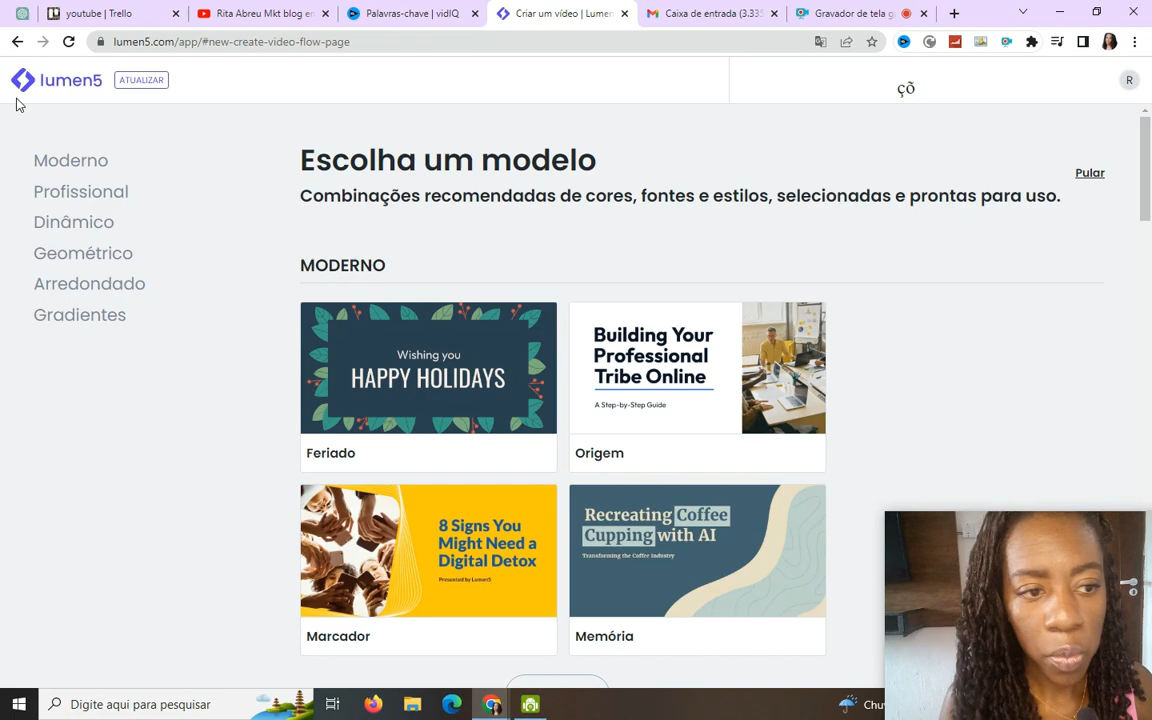 youtube | Trello
Rita Abreu Mkt blog en
Palavras-chave | vidIQ
Criar um vídeo | Lumen
Caixa de entrada (3.335
Gravador de tela g
lumen5.com/app/#new-create-video-flow-page
lumen5
ATUALIZAR
çõ
R
Moderno
Profissional
Dinâmico
Geométrico
Arredondado
Gradientes
Escolha um modelo
Pular
Combinações recomendadas de cores, fontes e estilos, selecionadas e prontas para uso.
MODERNO
Wishing you
HAPPY HOLIDAYS
Feriado
Building Your
Professional
Tribe Online
A Step-by-Step Guide
Origem
8 Signs You
Might Need a
Digital Detox
Presented by Lumen5
Marcador
Recreating Coffee
Cupping with AI
Transforming the Coffee Industry
Memória
Digite aqui para pesquisar
Chu